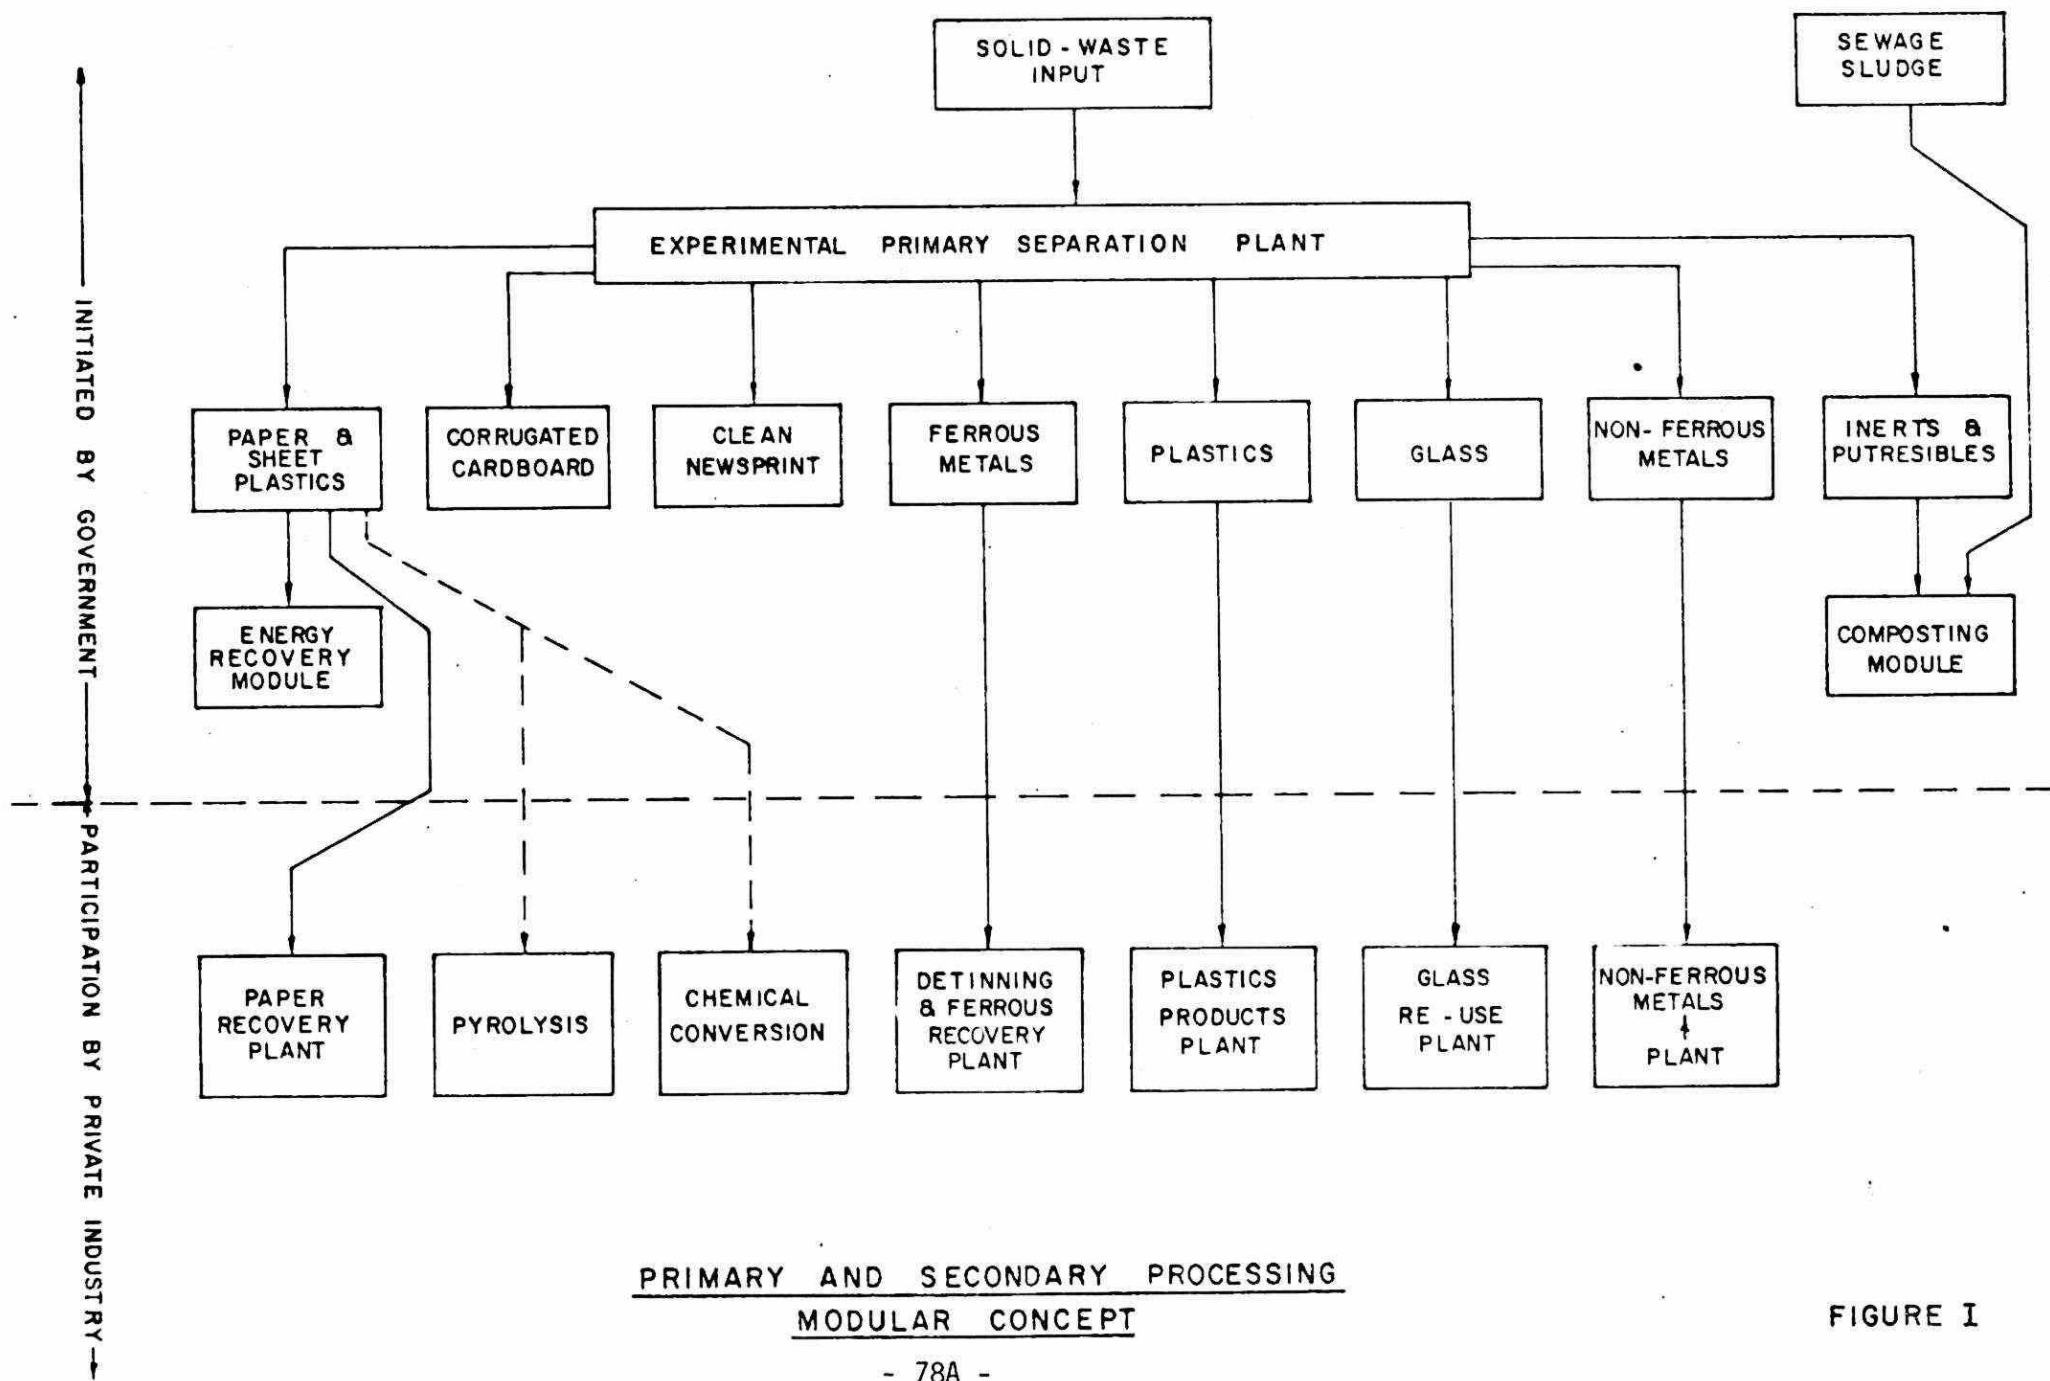 SOLID - WASTE
INPUT
SEWAGE
SLUDGE
EXPERIMENTAL PRIMARY SEPARATION PLANT
INITIATED BY GOVERNMENT
PAPER &
SHEET
PLASTICS
CORRUGATED
CARDBOARD
CLEAN
NEWSPRINT
FERROUS
METALS
PLASTICS
GLASS
NON-FERROUS
METALS
INERTS &
PUTRESIBLES
ENERGY
RECOVERY
MODULE
COMPOSTING
MODULE
PARTICIPATION BY PRIVATE INDUSTRY
PAPER
RECOVERY
PLANT
PYROLYSIS
CHEMICAL
CONVERSION
DETINNING
& FERROUS
RECOVERY
PLANT
PLASTICS
PRODUCTS
PLANT
GLASS
RE - USE
PLANT
NON-FERROUS
METALS
PLANT
PRIMARY AND SECONDARY PROCESSING
MODULAR CONCEPT
FIGURE I
- 78A -